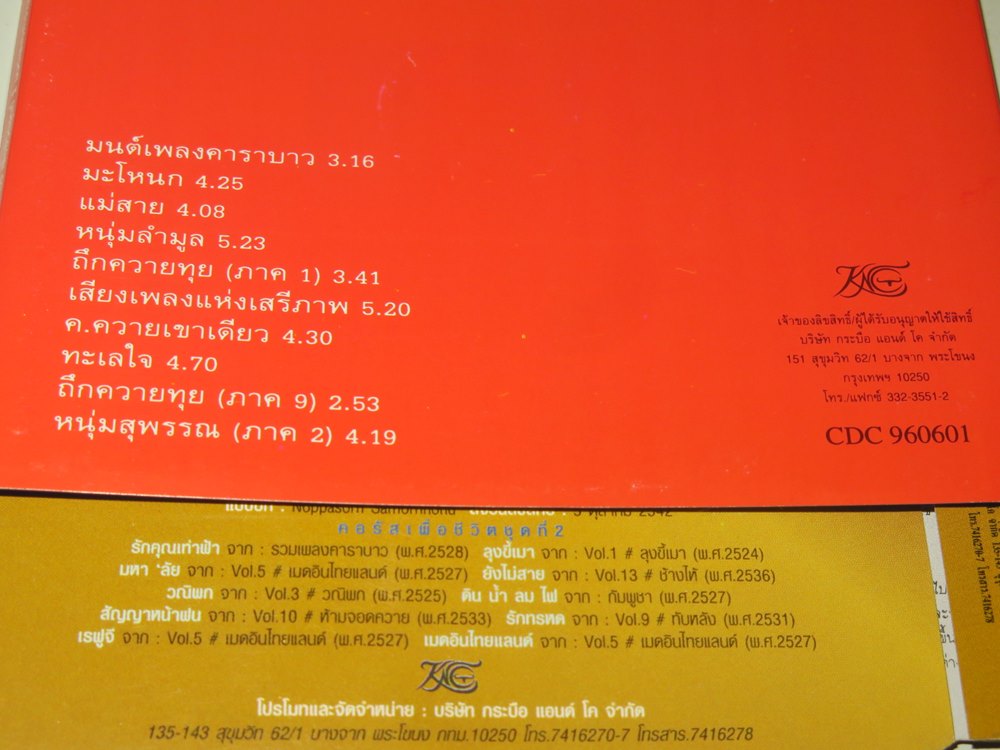 มนต์เพลงคาราบาว 3.16
มะโหนก 4.25
แม่สาย 4.08
หนุ่มลำมูล 5.23
ถึกควายทุย (ภาค 1) 3.41
เสียงเพลงแห่งเสรีภาพ 5.20
ค.ควายเขาเดียว 4.30
ทะเลใจ 4.70
ถึกควายทุย (ภาค 9) 2.53
หนุ่มสุพรรณ (ภาค 2) 4.19
เจ้าของลิขสิทธิ์/ผู้ได้รับอนุญาตให้ใช้สิทธิ์
บริษัท กระบือ แอนด์ โค จำกัด
151 สุขุมวิท 62/1 บางจาก พระโขนง
กรุงเทพฯ 10250
โทร./แฟกซ์ 332-3551-2
CDC 960601
คอรัสเพื่อชีวิตชุดที่2
รักคุณเท่าฟ้า จาก : รวมเพลงคาราบาว (พ.ศ.2528) ลุงขี้เมา จาก : Vol.1 # ลุงขี้เมา (พ.ศ.2524)
มหา 'ลัย จาก : Vol.5 # เมดอินไทยแลนด์ (พ.ศ.2527) ยังไม่สาย จาก : Vol.13 # ช้างไห้ (พ.ศ.2536)
วณิพก จาก : Vol.3 # วณิพก (พ.ศ.2525) ดิน น้ำ ลม ไฟ จาก : กัมพูชา (พ.ศ.2527)
สัญญาหน้าฝน จาก : Vol.10 # ห้ามจอดควาย (พ.ศ.2533) รักทรหด จาก : Vol.9 # ทับหลัง (พ.ศ.2531)
เรฟูจี จาก : Vol.5 # เมดอินไทยแลนด์ (พ.ศ.2527) เมดอินไทยแลนด์ จาก : Vol.5 # เมดอินไทยแลนด์ (พ.ศ.2527)
โปรโมทและจัดจำหน่าย : บริษัท กระบือ แอนด์ โค จำกัด
135-143 สุขุมวิท 62/1 บางจาก พระโขนง กทม.10250 โทร.7416270-7 โทรสาร.7416278